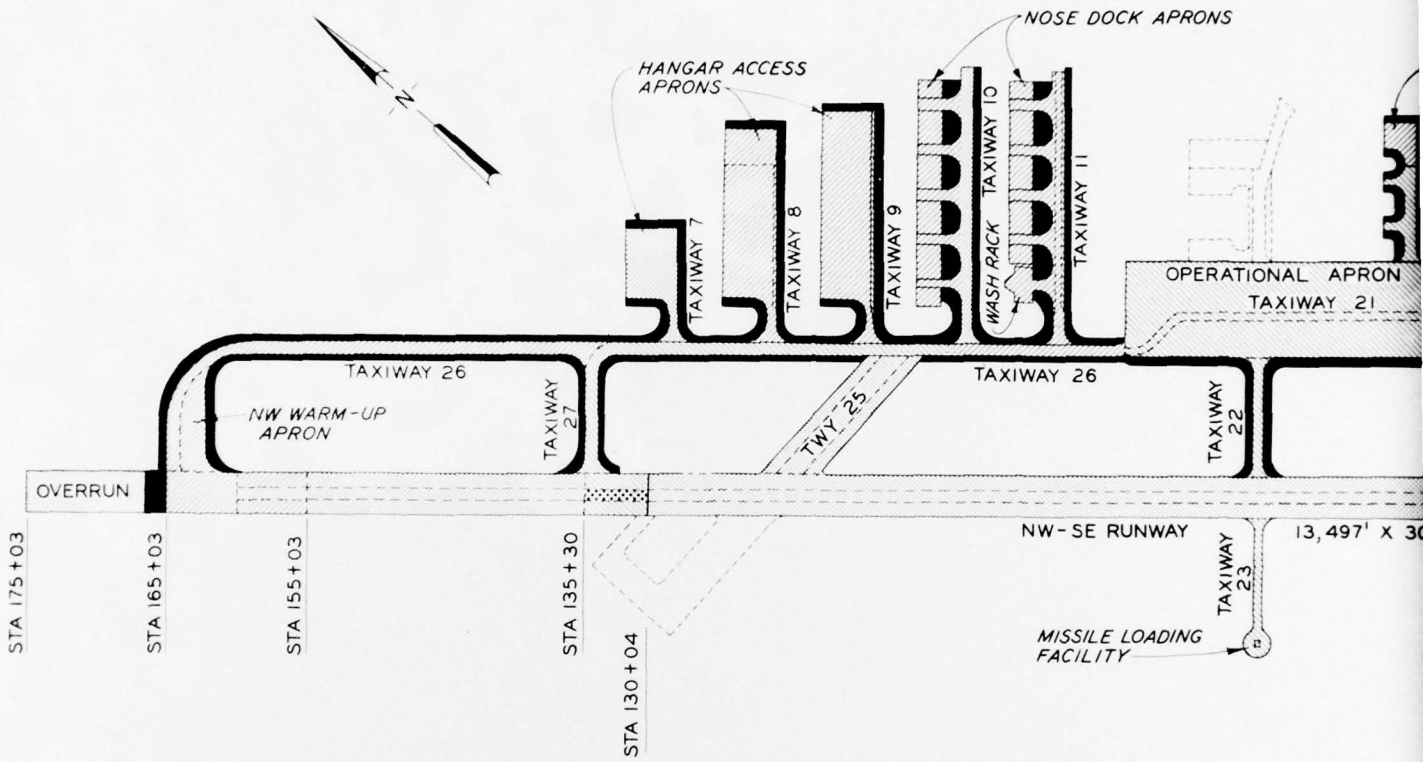 NOSE DOCK APRONS
HANGAR ACCESS
APRONS
N
TAXIWAY 7
TAXIWAY 8
TAXIWAY 9
TAXIWAY 10
TAXIWAY 11
WASH RACK
OPERATIONAL APRON
TAXIWAY 21
TAXIWAY 26
TAXIWAY 26
NW WARM-UP
APRON
TAXIWAY
27
TWY 25
TAXIWAY
22
OVERRUN
NW-SE RUNWAY
13,497' X 30
TAXIWAY
23
MISSILE LOADING
FACILITY
STA 175+03
STA 165+03
STA 155+03
STA 135+30
STA 130+04